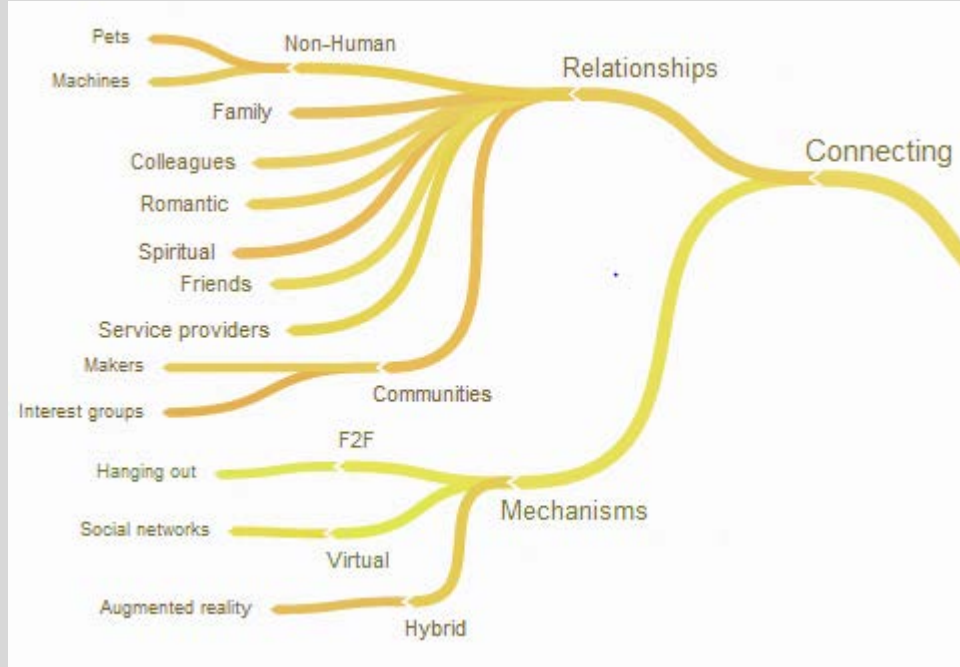 Pets
Non-Human
Machines
Relationships
Family
Connecting
Colleagues
Romantic
Spiritual
Friends
Service providers
Makers
Communities
Interest groups
F2F
Hanging out
Mechanisms
Social networks
Virtual
Augmented reality
Hybrid